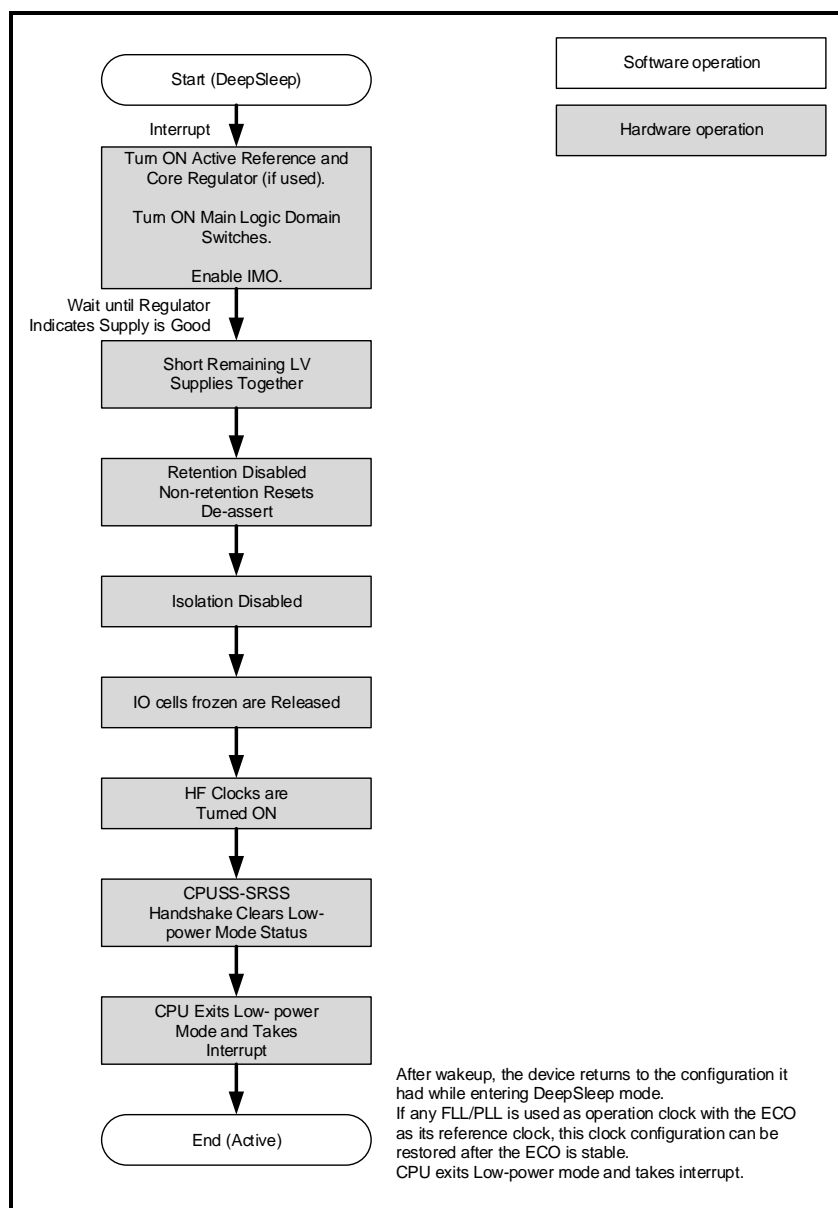 Start (DeepSleep)
Software operation
Hardware operation
Interrupt
Turn ON Active Reference and
Core Regulator (if used).
Turn ON Main Logic Domain
Switches.
Enable IMO.
Wait until Regulator
Indicates Supply is Good
Short Remaining LV
Supplies Together
Retention Disabled
Non-retention Resets
De-assert
Isolation Disabled
IO cells frozen are Released
HF Clocks are
Turned ON
CPUSS-SRSS
Handshake Clears Low-
power Mode Status
CPU Exits Low- power
Mode and Takes
Interrupt
End (Active)
After wakeup, the device returns to the configuration it
had while entering DeepSleep mode.
If any FLL/PLL is used as operation clock with the ECO
as its reference clock, this clock configuration can be
restored after the ECO is stable.
CPU exits Low-power mode and takes interrupt.